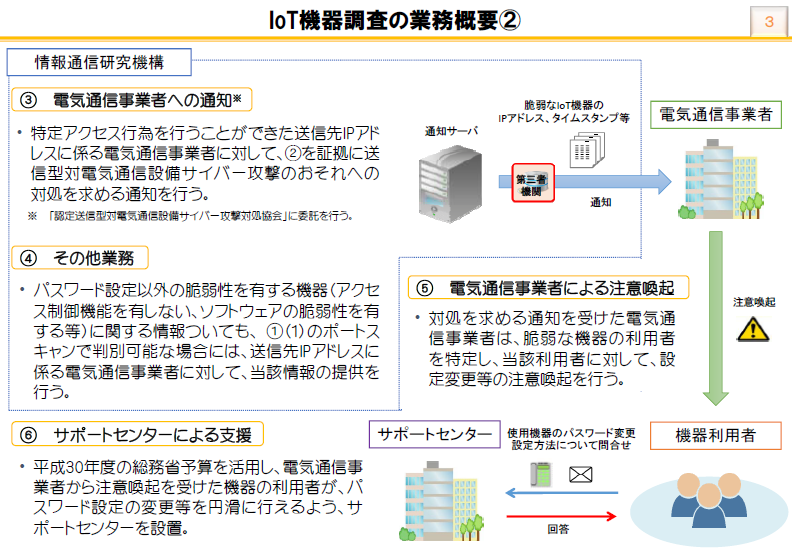 IoT機器調査の業務概要②
3
情報通信研究機構
③ 電気通信事業者への通知※
・ 特定アクセス行為を行うことができた送信先IPアド
レスに係る電気通信事業者に対して、②を証拠に送
信型対電気通信設備サイバー攻撃のおそれへの
対処を求める通知を行う。
※ 「認定送信型対電気通信設備サイバー攻撃対処協会」に委託を行う。
通知サーバ
脆弱なIoT機器の
IPアドレス、タイムスタンプ等
第三者
機関
通知
電気通信事業者
④ その他業務
・ パスワード設定以外の脆弱性を有する機器（アクセ
ス制御機能を有しない、ソフトウェアの脆弱性を有
する等）に関する情報ついても、①（1）のポートス
キャンで判別可能な場合には、送信先IPアドレスに
係る電気通信事業者に対して、当該情報の提供を
行う。
⑤ 電気通信事業者による注意喚起
・ 対処を求める通知を受けた電気通
信事業者は、脆弱な機器の利用者
を特定し、当該利用者に対して、設
定変更等の注意喚起を行う。
注意喚起
⑥ サポートセンターによる支援
・ 平成30年度の総務省予算を活用し、電気通信事
業者から注意喚起を受けた機器の利用者が、パ
スワード設定の変更等を円滑に行えるよう、サ
ポートセンターを設置。
サポートセンター
使用機器のパスワード変更
設定方法について問合せ
回答
機器利用者